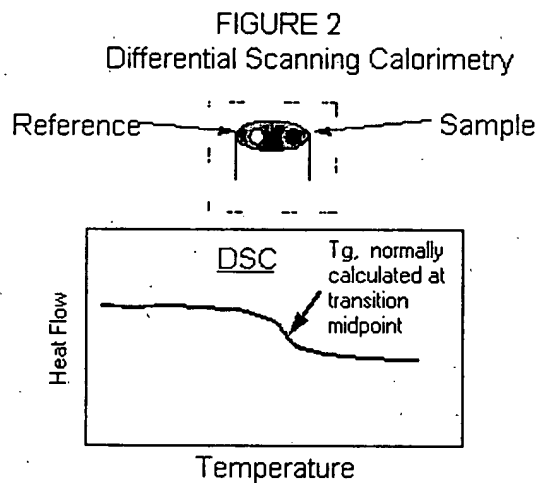 FIGURE 2
Differential Scanning Calorimetry
Reference
Sample
DSC
Tg, normally
calculated at
transition
midpoint
Heat Flow
Temperature